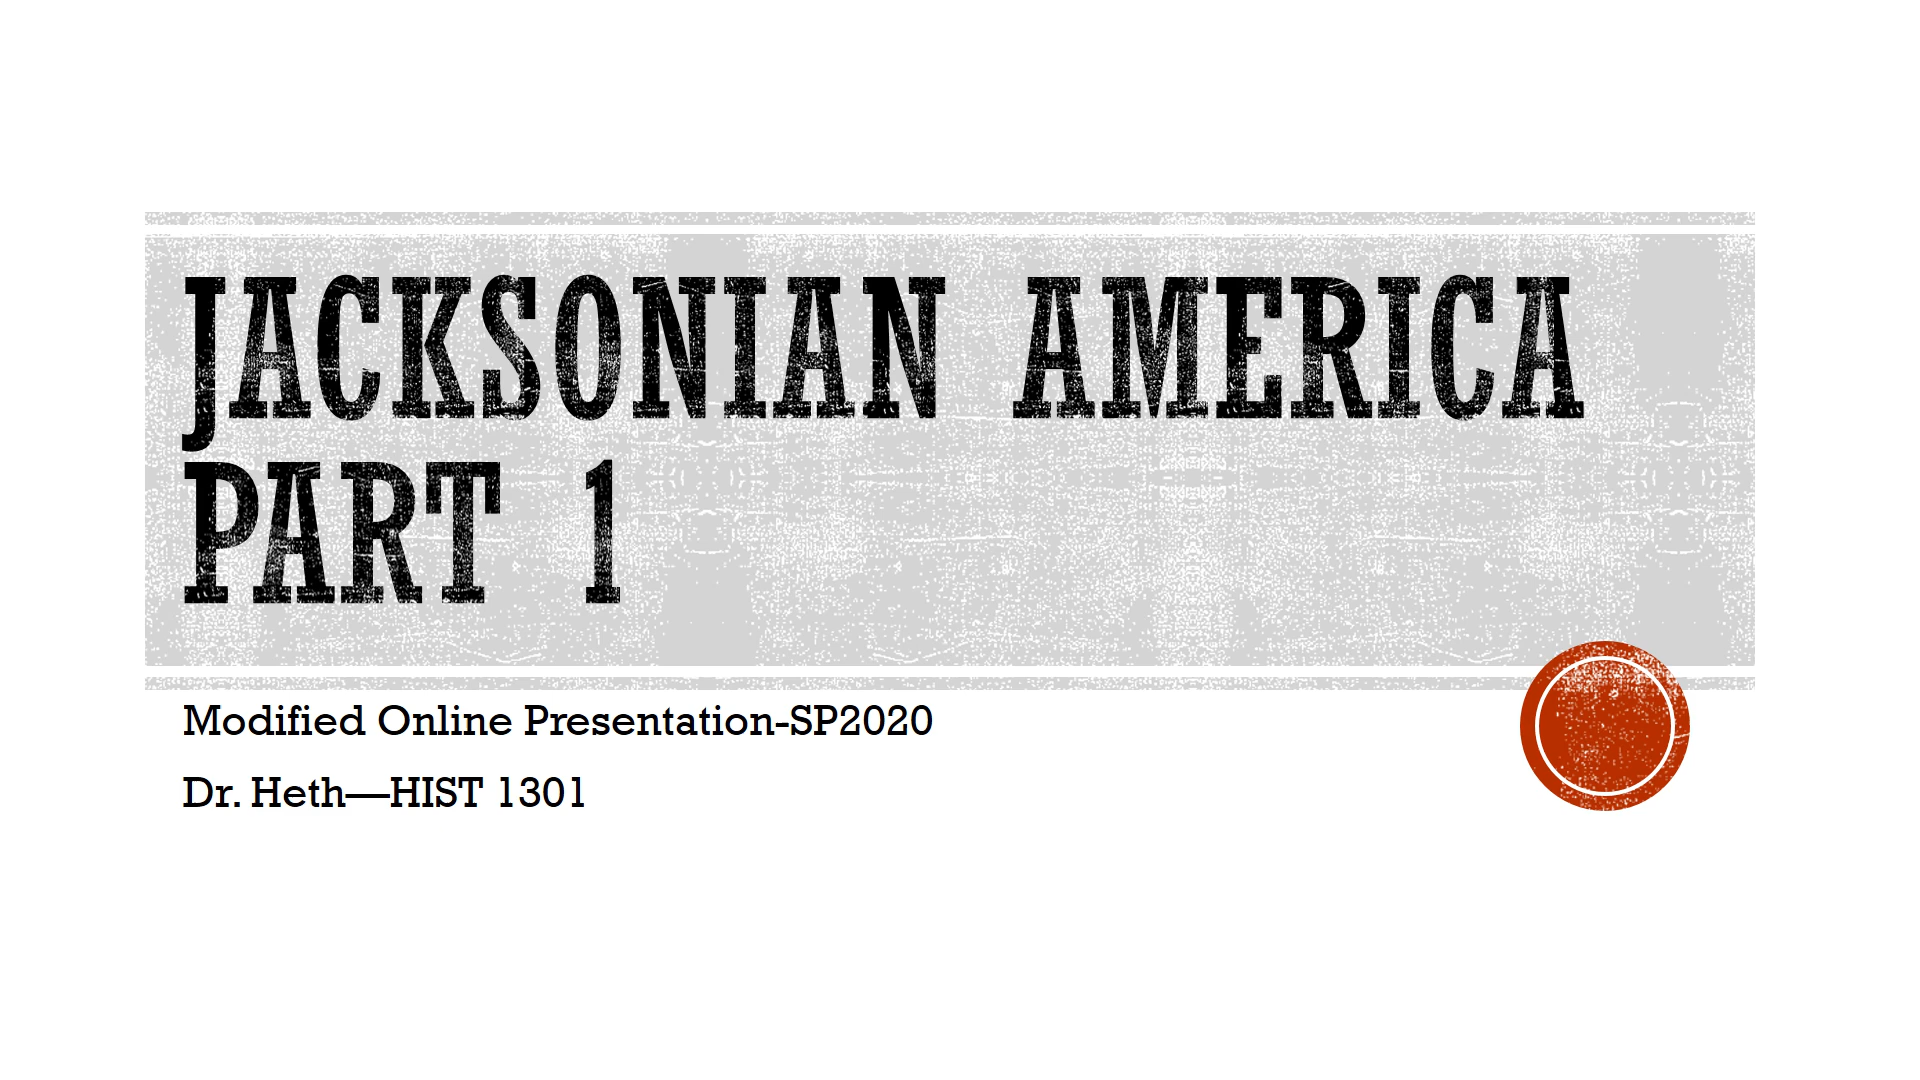 JACKSONIAN AMERICA
PART 1
Modified Online Presentation-SP2020
Dr. Heth—HIST 1301